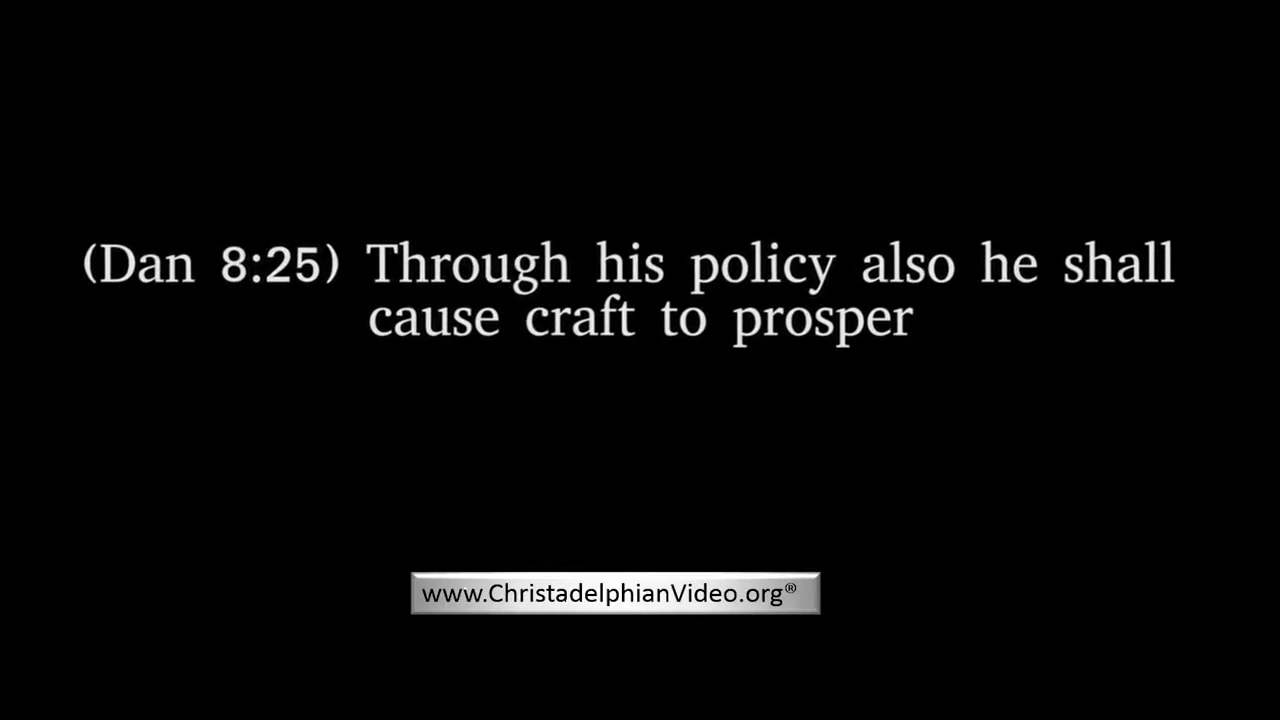 (Dan 8:25) Through his policy also he shall
cause craft to prosper
www.ChristadelphianVideo.org®